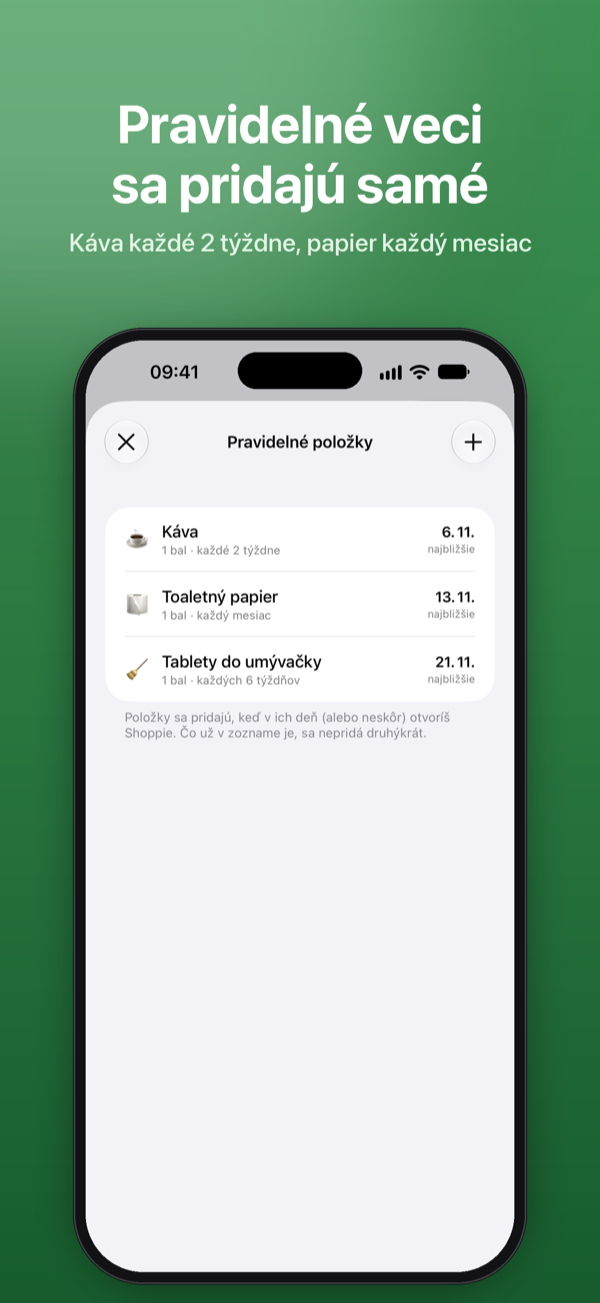 Pravidelné veci
sa pridajú samé
Káva každé 2 týždne, papier každý mesiac
09:41
Pravidelné položky
Káva
6. 11.
1 bal · každé 2 týždne
najbližšie
Toaletný papier
13. 11.
1 bal · každý mesiac
najbližšie
Tablety do umývačky
21. 11.
1 bal · každých 6 týždňov
najbližšie
Položky sa pridajú, keď v ich deň (alebo neskôr) otvoríš
Shoppie. Čo už v zozname je, sa nepridá druhýkrát.